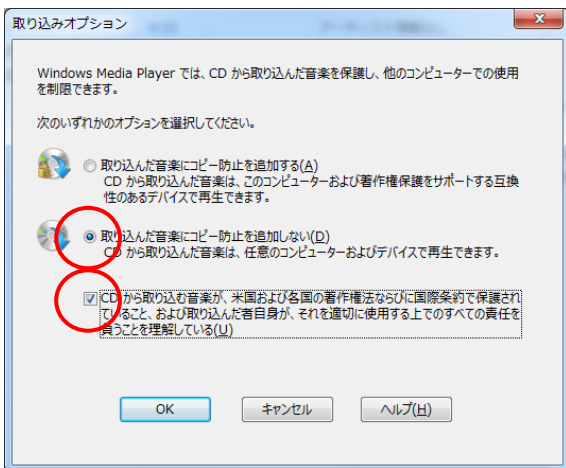 取り込みオプション
Windows Media Player では、CD から取り込んだ音楽を保護し、他のコンピューターでの使用
を制限できます。
次のいずれかのオプションを選択してください。
取り込んだ音楽にコピー防止を追加する(A)
CD から取り込んだ音楽は、このコンピューターおよび著作権保護をサポートする互換
性のあるデバイスで再生できます。
取り込んだ音楽にコピー防止を追加しない(D)
CD から取り込んだ音楽は、任意のコンピューターおよびデバイスで再生できます。
CD から取り込む音楽が、米国および各国の著作権法ならびに国際条約で保護され
ていること、および取り込んだ者自身が、それを適切に使用する上でのすべての責任を
負うことを理解している(U)
OK
キャンセル
ヘルプ(H)